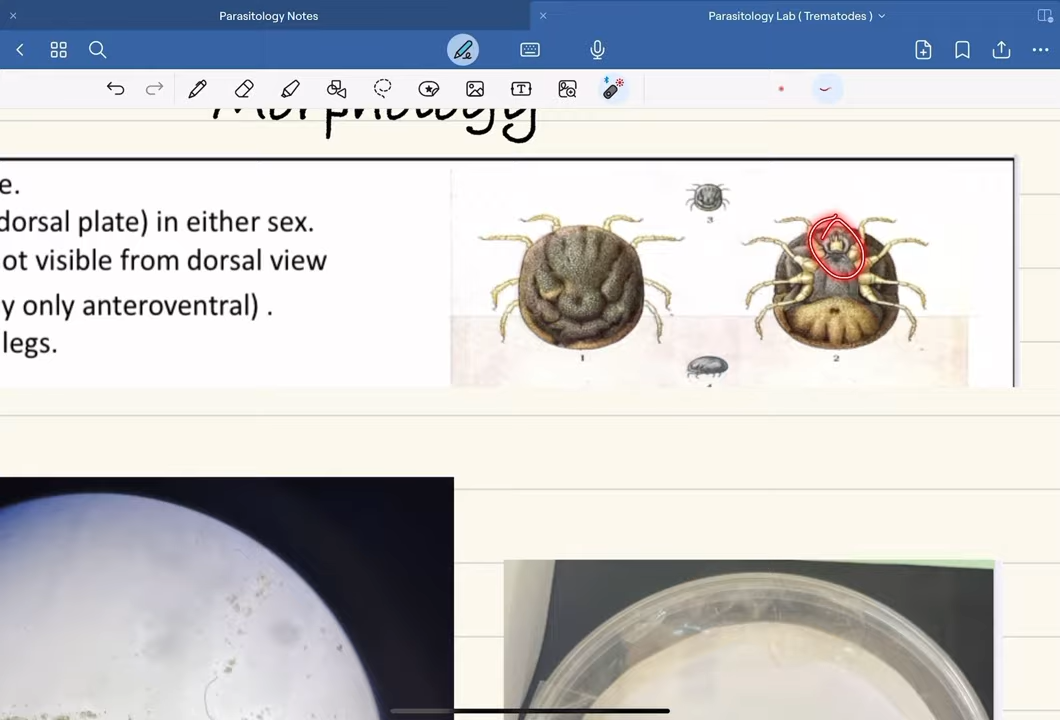 Parasitology Notes
Parasitology Lab ( Trematodes )
Morphology
e.
dorsal plate) in either sex.
ot visible from dorsal view
y only anteroventral) .
legs.
3
1
2